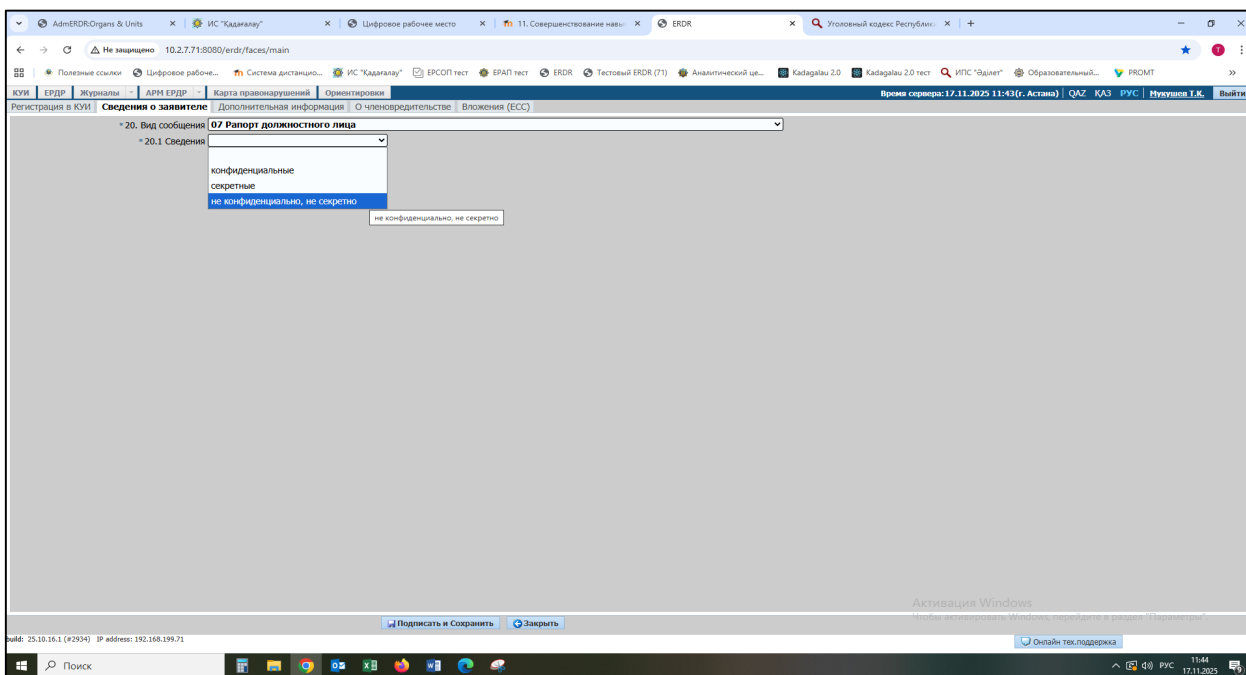 AdmERDR:Organs & Units
ИС "Қадағалау"
Цифровое рабочее место
11. Совершенствование навы
ERDR
Уголовный кодекс Республик
Не защищено 10.2.7.71:8080/erdr/faces/main
Полезные ссылки Цифровое рабоче... Система дистанцио... ИС "Қадағалау" ЕРСОП тест ЕРАП тест ERDR Тестовый ERDR (71) Аналитический це... Kadagalau 2.0 Kadagalau 2.0 тест ИПС "Әділет" Образовательный... PROMT
КУИ ЕРДР Журналы АРМ ЕРДР Карта правонарушений Ориентировки Время сервера:17.11.2025 11:43(г. Астана) QAZ ҚАЗ РУС Мукушев Т.К. Выйти
Регистрация в КУИ Сведения о заявителе Дополнительная информация О членовредительстве Вложения (ЕСС)
* 20. Вид сообщения 07 Рапорт должностного лица
* 20.1 Сведения
конфиденциальные
секретные
не конфиденциально, не секретно
не конфиденциально, не секретно
Активация Windows
Чтобы активировать Windows, перейдите в раздел "Параметры".
Подписать и Сохранить Закрыть
build: 25.10.16.1 (#2934) IP address: 192.168.199.71
Онлайн тех.поддержка
Поиск
РУС 11:44
17.11.2025